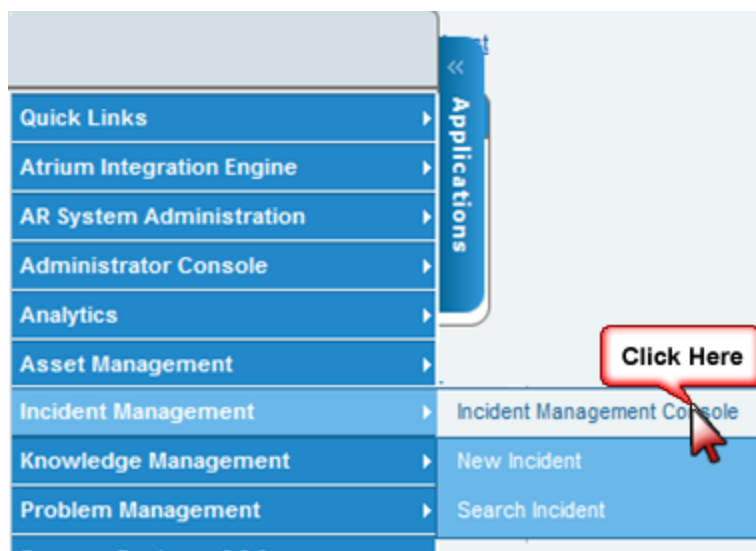 «
Applications
Quick Links
Atrium Integration Engine
AR System Administration
Administrator Console
Analytics
Asset Management
Click Here
Incident Management
Incident Management Console
Knowledge Management
New Incident
Problem Management
Search Incident